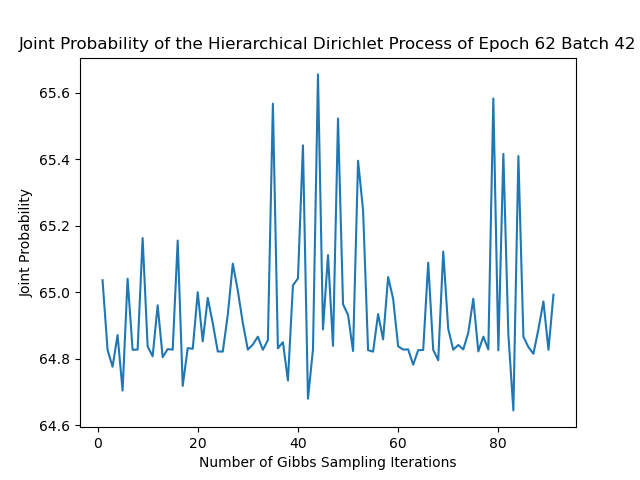 Joint Probability of the Hierarchical Dirichlet Process of Epoch 62 Batch 42
65.6
65.4
65.2
65.0
64.8
64.6
Joint Probability
0 20 40 60 80
Number of Gibbs Sampling Iterations